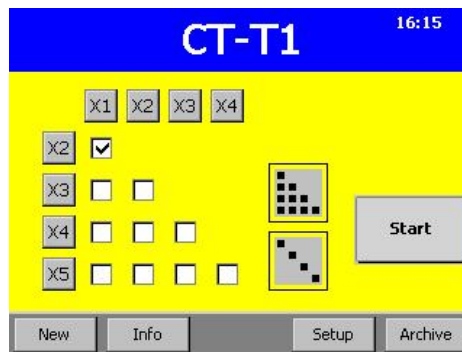 CT-T1
16:15
X1 X2 X3 X4
X2
X3
X4
Start
X5
New Info Setup Archive